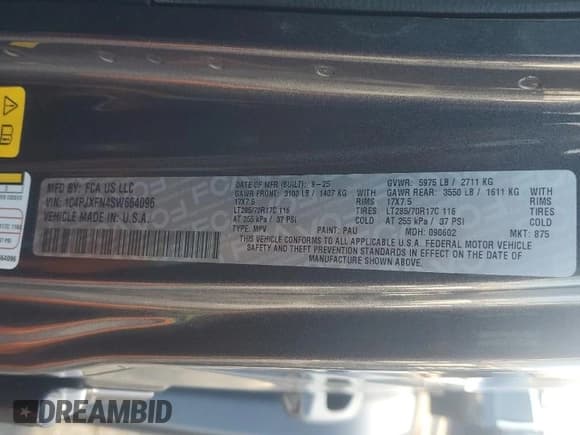 MFD BY: FCA US LLC
VIN: 1C4PJXFN4SW664096
VEHICLE MADE IN U.S.A.
DATE OF MFR (BUILT): 9-25
GVWR: 5975 LB / 2711 KG
GAWR FRONT: 3100 LB / 1407 KG
GAWR REAR: 3550 LB / 1611 KG
17X7.5 RIMS
17X7.5 RIMS
LT285/70R17C 116 TIRES
LT285/70R17C 116 TIRES
AT 255 kPa / 37 PSI COLD
AT 255 kPa / 37 PSI COLD
TYPE: MPV PAINT: PAU MDH: 090602 MKT: 875
THIS VEHICLE CONFORMS TO ALL APPLICABLE U.S.A. FEDERAL MOTOR VEHICLE
SAFETY AND THEFT PREVENTION STANDARDS IN EFFECT ON THE DATE OF
MANUFACTURE SHOWN ABOVE.
664096
DREAMBID